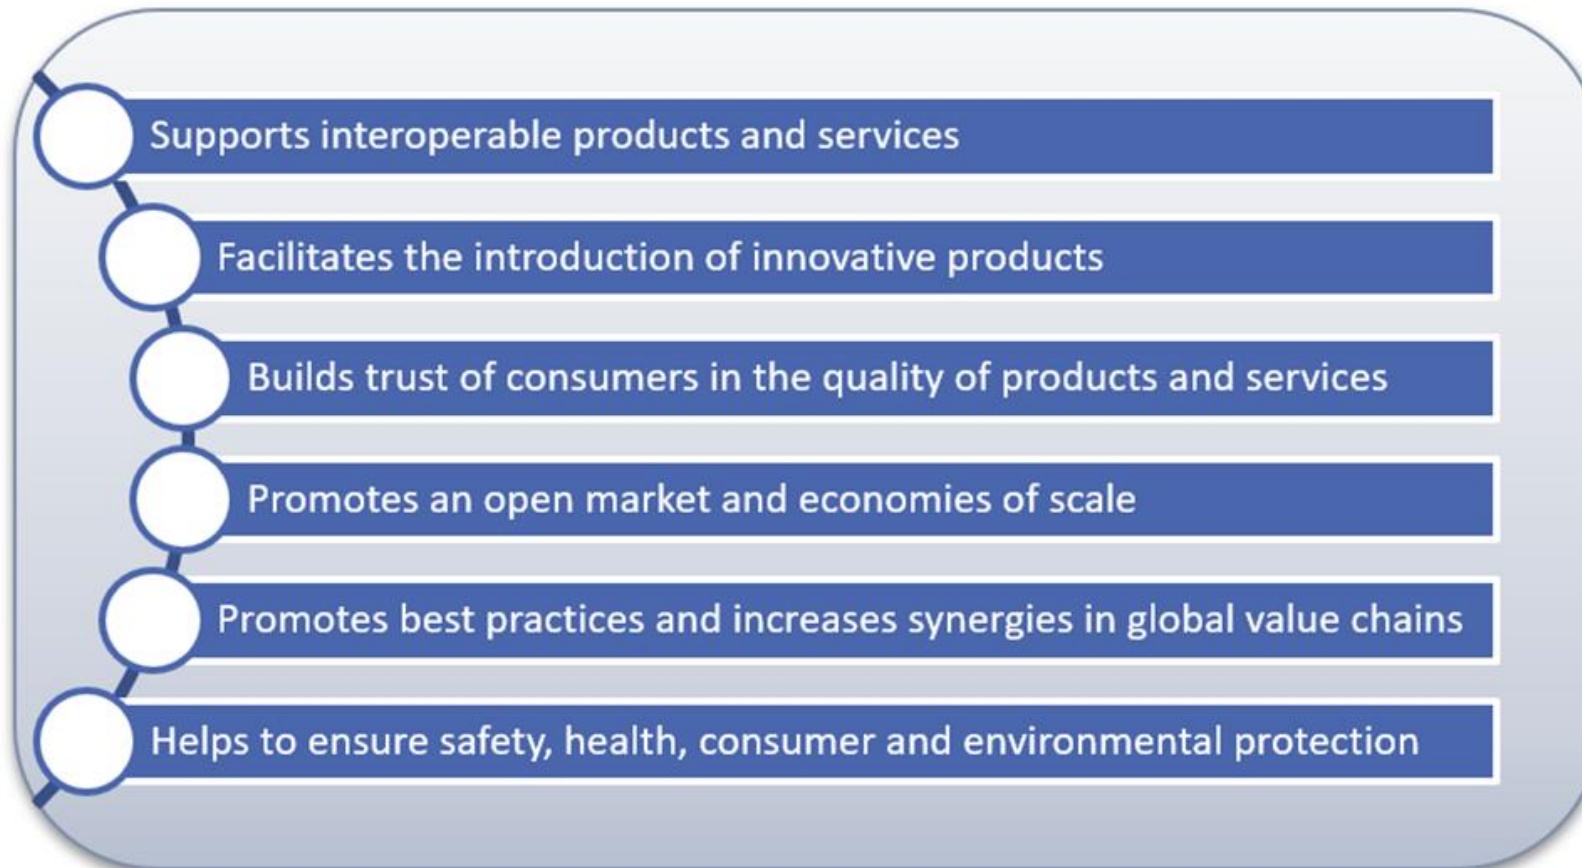 Supports interoperable products and services
Facilitates the introduction of innovative products
Builds trust of consumers in the quality of products and services
Promotes an open market and economies of scale
Promotes best practices and increases synergies in global value chains
Helps to ensure safety, health, consumer and environmental protection